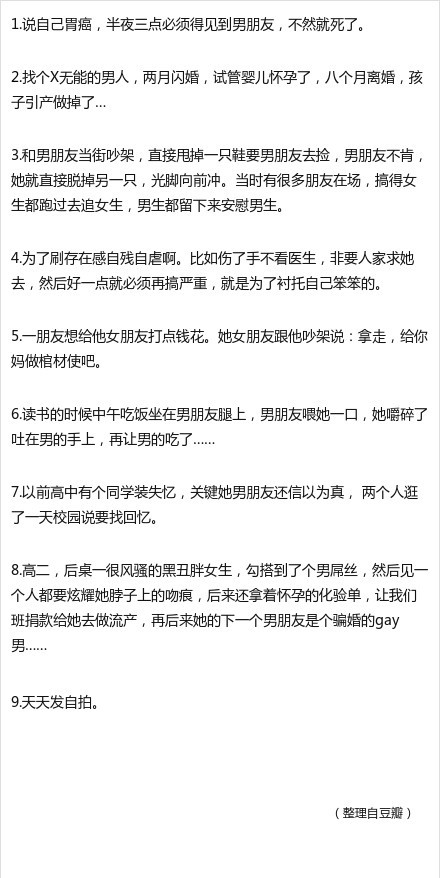 1.说自己胃癌，半夜三点必须得见到男朋友，不然就死了。
2.找个X无能的男人，两月闪婚，试管婴儿怀孕了，八个月离婚，孩
子引产做掉了...
3.和男朋友当街吵架，直接甩掉一只鞋要男朋友去捡，男朋友不肯，
她就直接脱掉另一只，光脚向前冲。当时有很多朋友在场，搞得女
生都跑过去追女生，男生都留下来安慰男生。
4.为了刷存在感自残自虐啊。比如伤了手不看医生，非要人家求她
去，然后好一点就必须再搞严重，就是为了衬托自己笨笨的。
5.一朋友想给他女朋友打点钱花。她女朋友跟他吵架说：拿走，给你
妈做棺材使吧。
6.读书的时候中午吃饭坐在男朋友腿上，男朋友喂她一口，她嚼碎了
吐在男的手上，再让男的吃了……
7.以前高中有个同学装失忆，关键她男朋友还信以为真， 两个人逛
了一天校园说要找回忆。
8.高二，后桌一很风骚的黑丑胖女生，勾搭到了个男屌丝，然后见一
个人都要炫耀她脖子上的吻痕，后来还拿着怀孕的化验单，让我们
班捐款给她去做流产，再后来她的下一个男朋友是个骗婚的gay
男……
9.天天发自拍。
（整理自豆瓣）